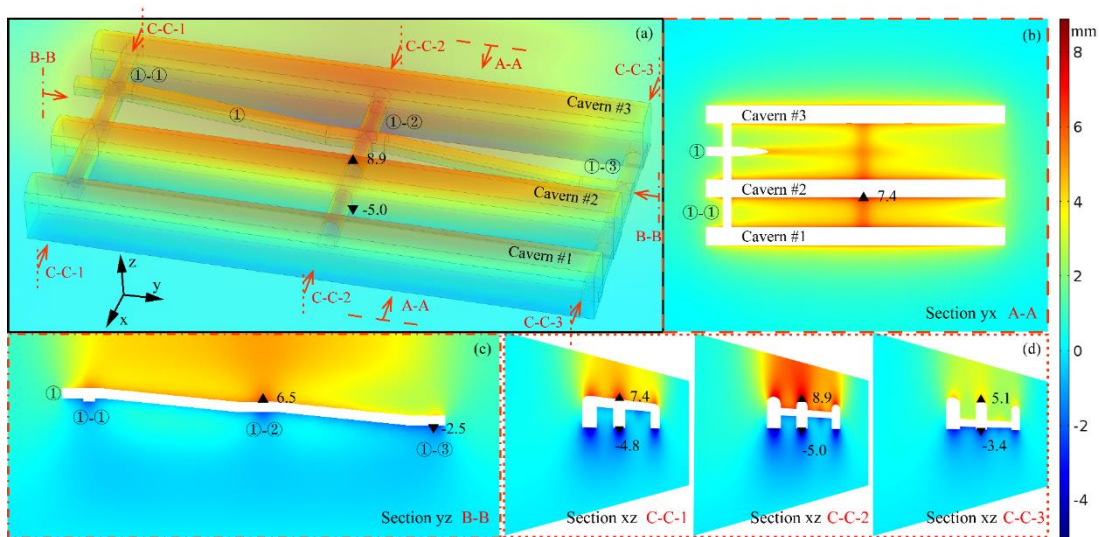 (a)
C-C-1
C-C-2
A-A
C-C-3
B-B
①-①
①
①-②
①-③
Cavern #3
8.9
Cavern #2
-5.0
Cavern #1
B-B
C-C-1
C-C-2
A-A
C-C-3
z
y
x
(b)
Cavern #3
①
Cavern #2
7.4
①-①
Cavern #1
Section yx A-A
mm
8
6
4
2
0
-2
-4
(c)
①
6.5
①-①
①-②
-2.5
①-③
Section yz B-B
(d)
7.4
-4.8
Section xz C-C-1
8.9
-5.0
Section xz C-C-2
5.1
-3.4
Section xz C-C-3